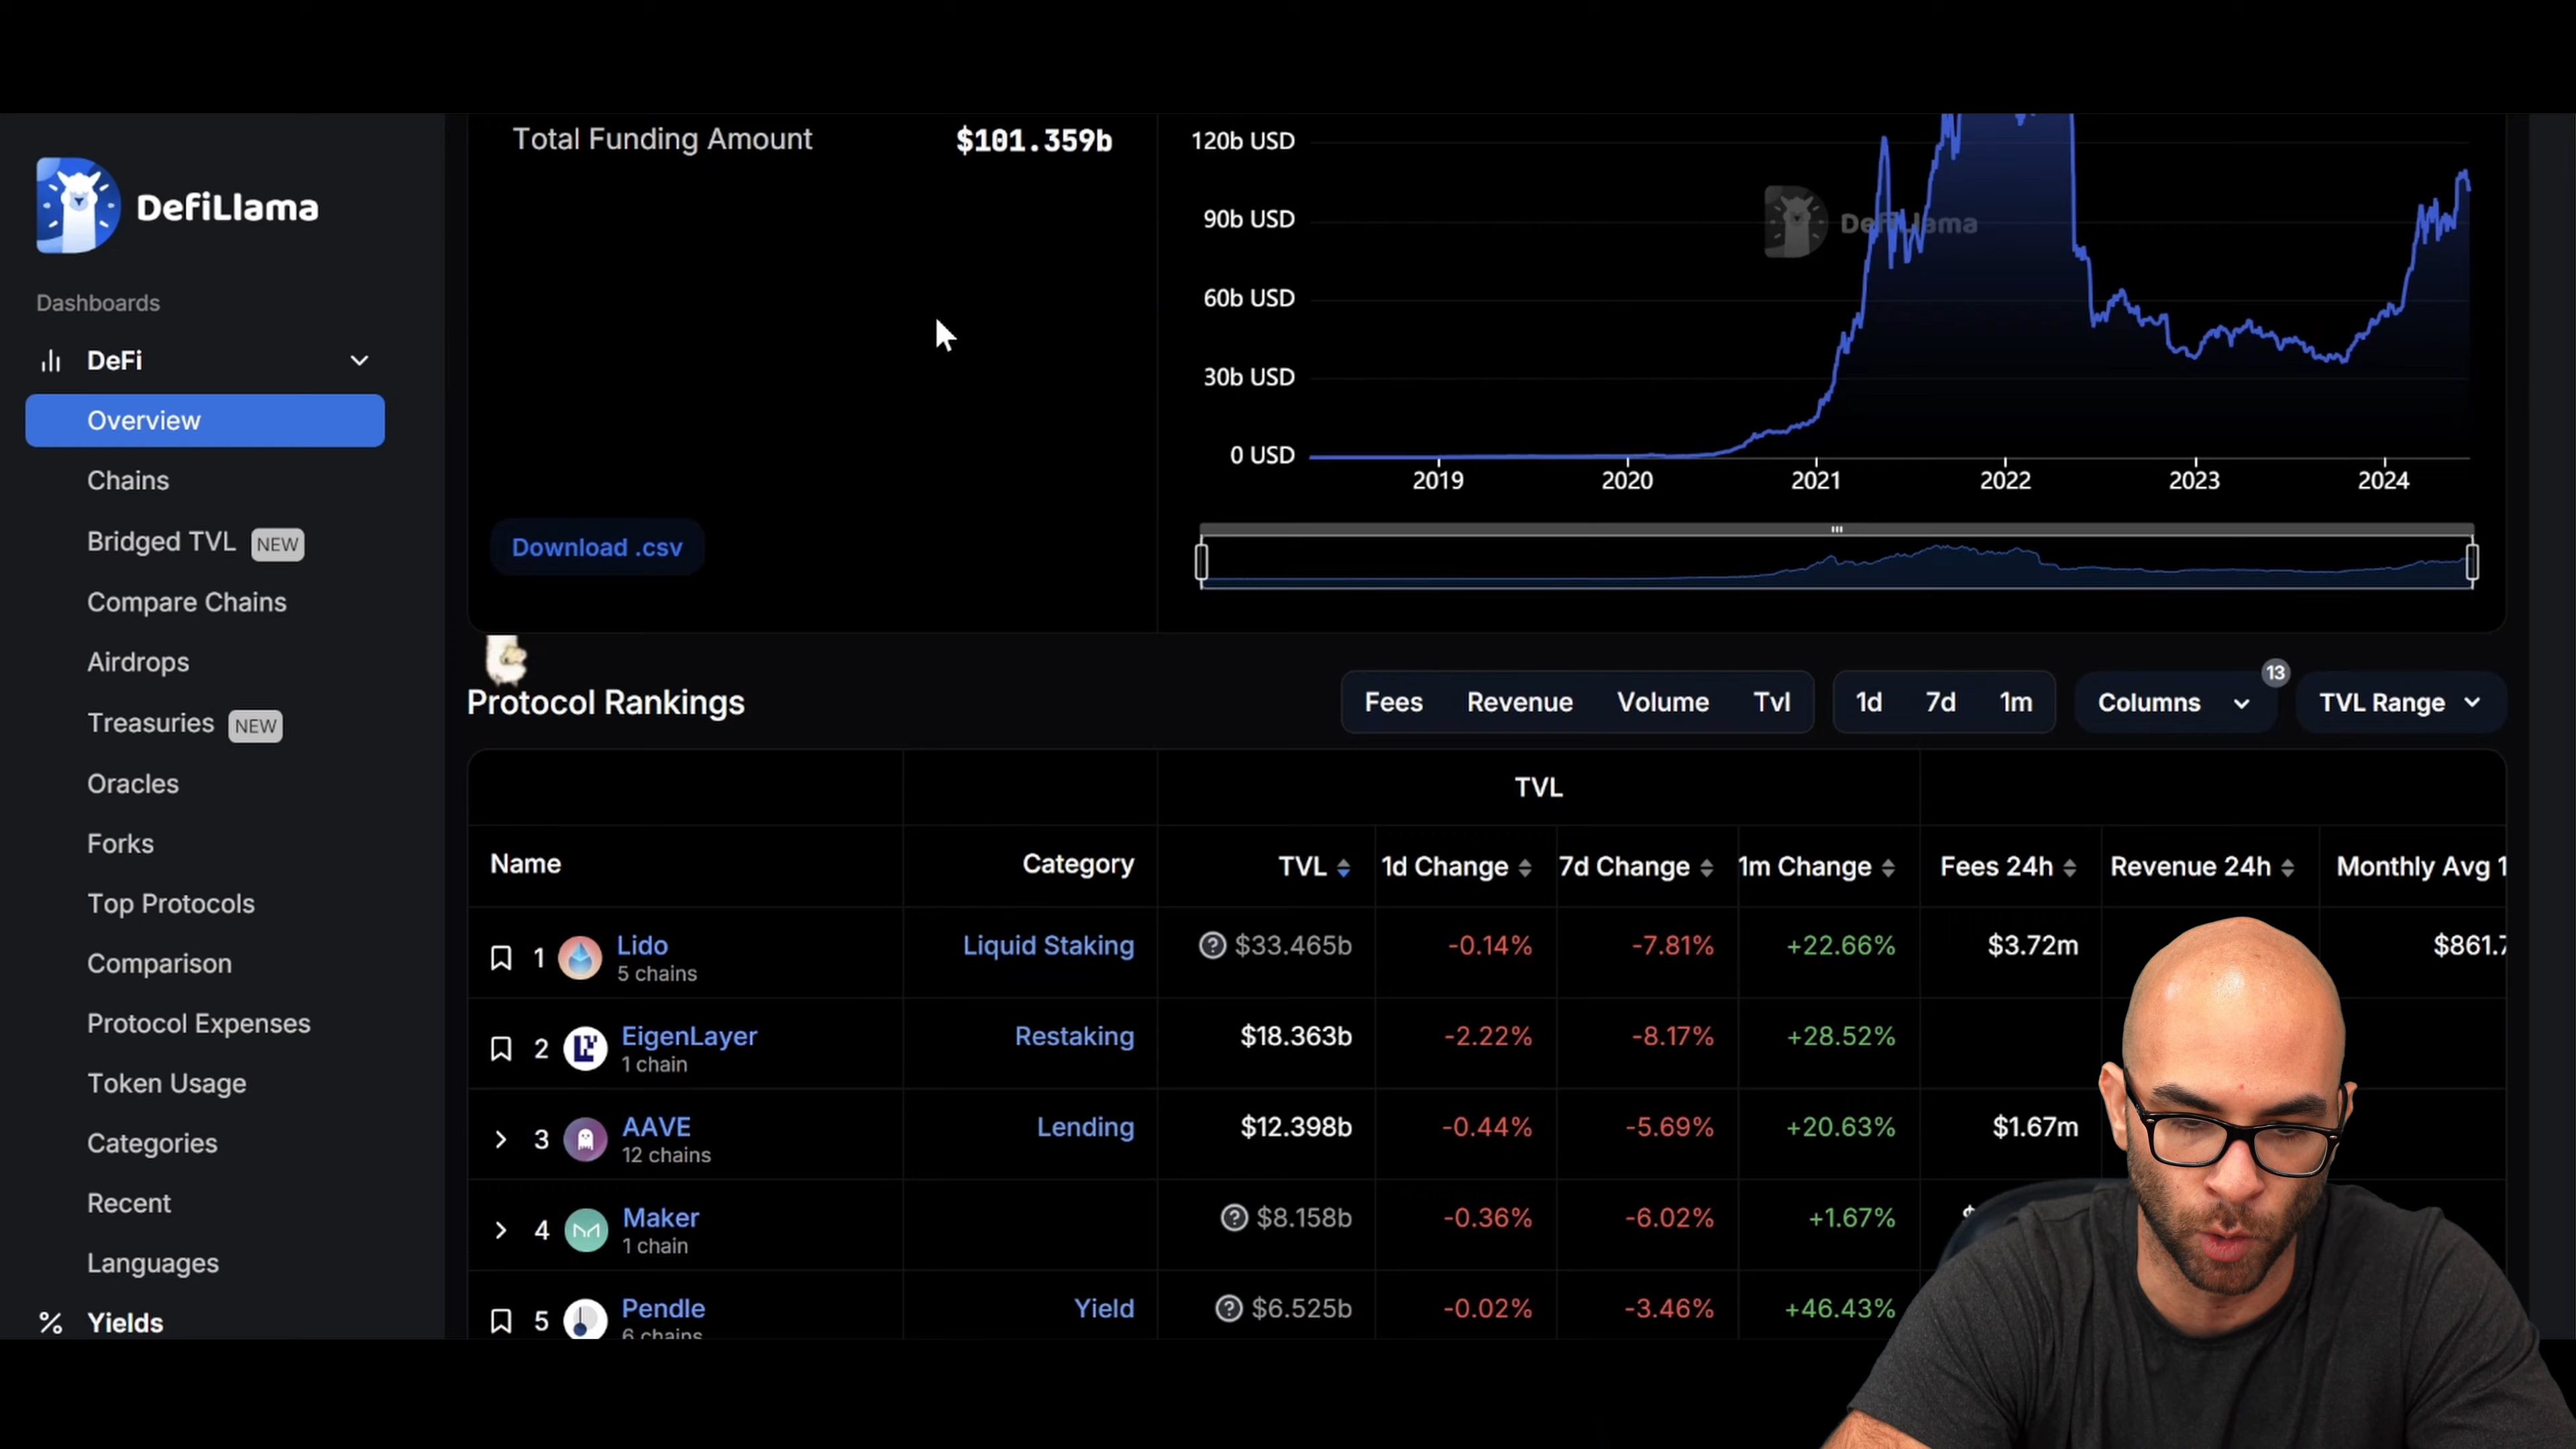 DefiLlama
Dashboards
DeFi
Overview
Chains
Bridged TVL NEW
Compare Chains
Airdrops
Treasuries NEW
Oracles
Forks
Top Protocols
Comparison
Protocol Expenses
Token Usage
Categories
Recent
Languages
Yields
Total Funding Amount $101.359b
Download .csv
120b USD
90b USD
60b USD
30b USD
0 USD
DefiLlama
2019 2020 2021 2022 2023 2024
Protocol Rankings Fees Revenue Volume Tvl 1d 7d 1m Columns 13 TVL Range
TVL
Name Category TVL 1d Change 7d Change 1m Change Fees 24h Revenue 24h Monthly Avg 1
1 Lido Liquid Staking $33.465b -0.14% -7.81% +22.66% $3.72m $861.7
5 chains
2 EigenLayer Restaking $18.363b -2.22% -8.17% +28.52%
1 chain
3 AAVE Lending $12.398b -0.44% -5.69% +20.63% $1.67m
12 chains
4 Maker $8.158b -0.36% -6.02% +1.67% $
1 chain
5 Pendle Yield $6.525b -0.02% -3.46% +46.43%
6 chains